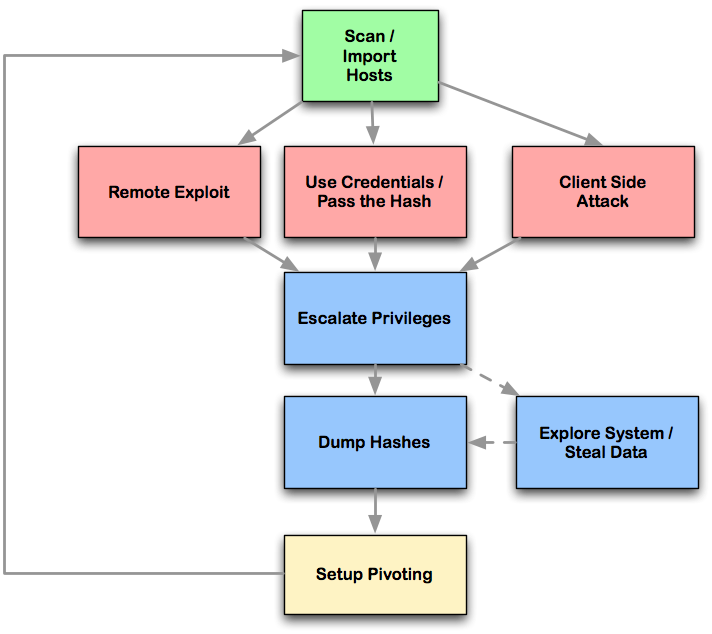 Scan /
Import
Hosts
Remote Exploit
Use Credentials /
Pass the Hash
Client Side
Attack
Escalate Privileges
Dump Hashes
Explore System /
Steal Data
Setup Pivoting